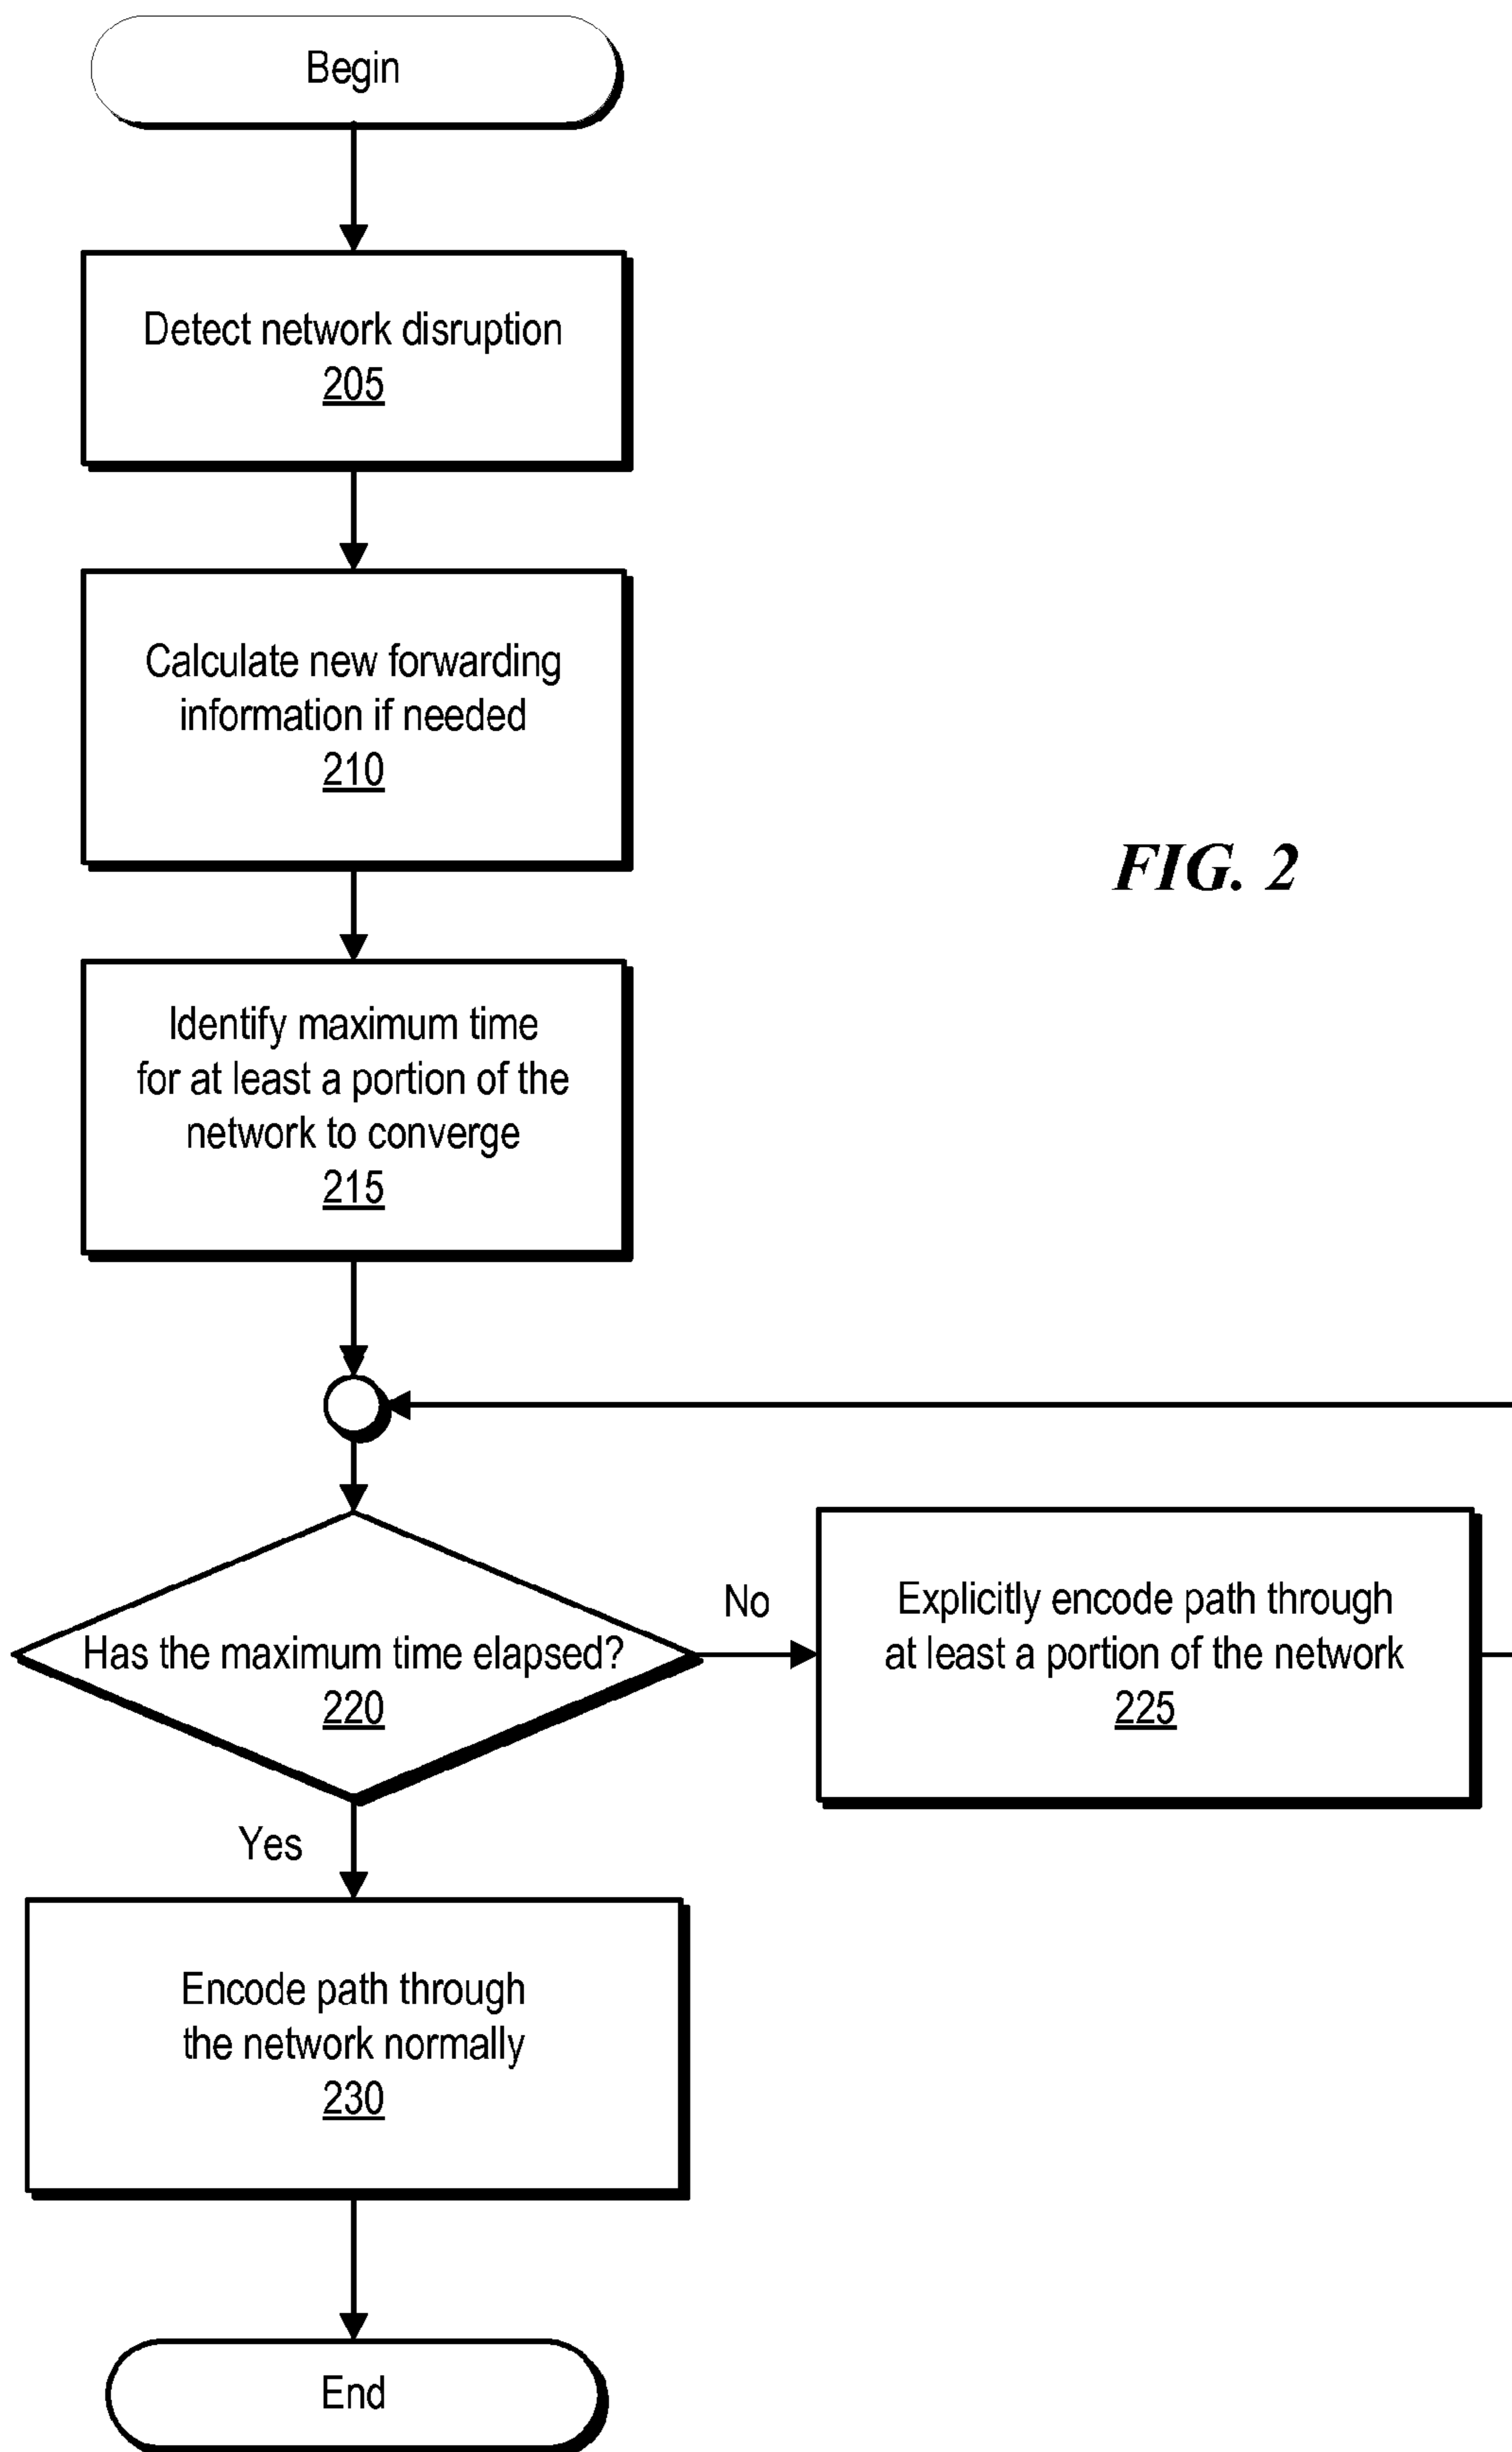 Begin
Detect network disruption
205
Calculate new forwarding
information if needed
210
FIG. 2
Identify maximum time
for at least a portion of the
network to converge
215
Has the maximum time elapsed?
220
No
Explicitly encode path through
at least a portion of the network
225
Yes
Encode path through
the network normally
230
End